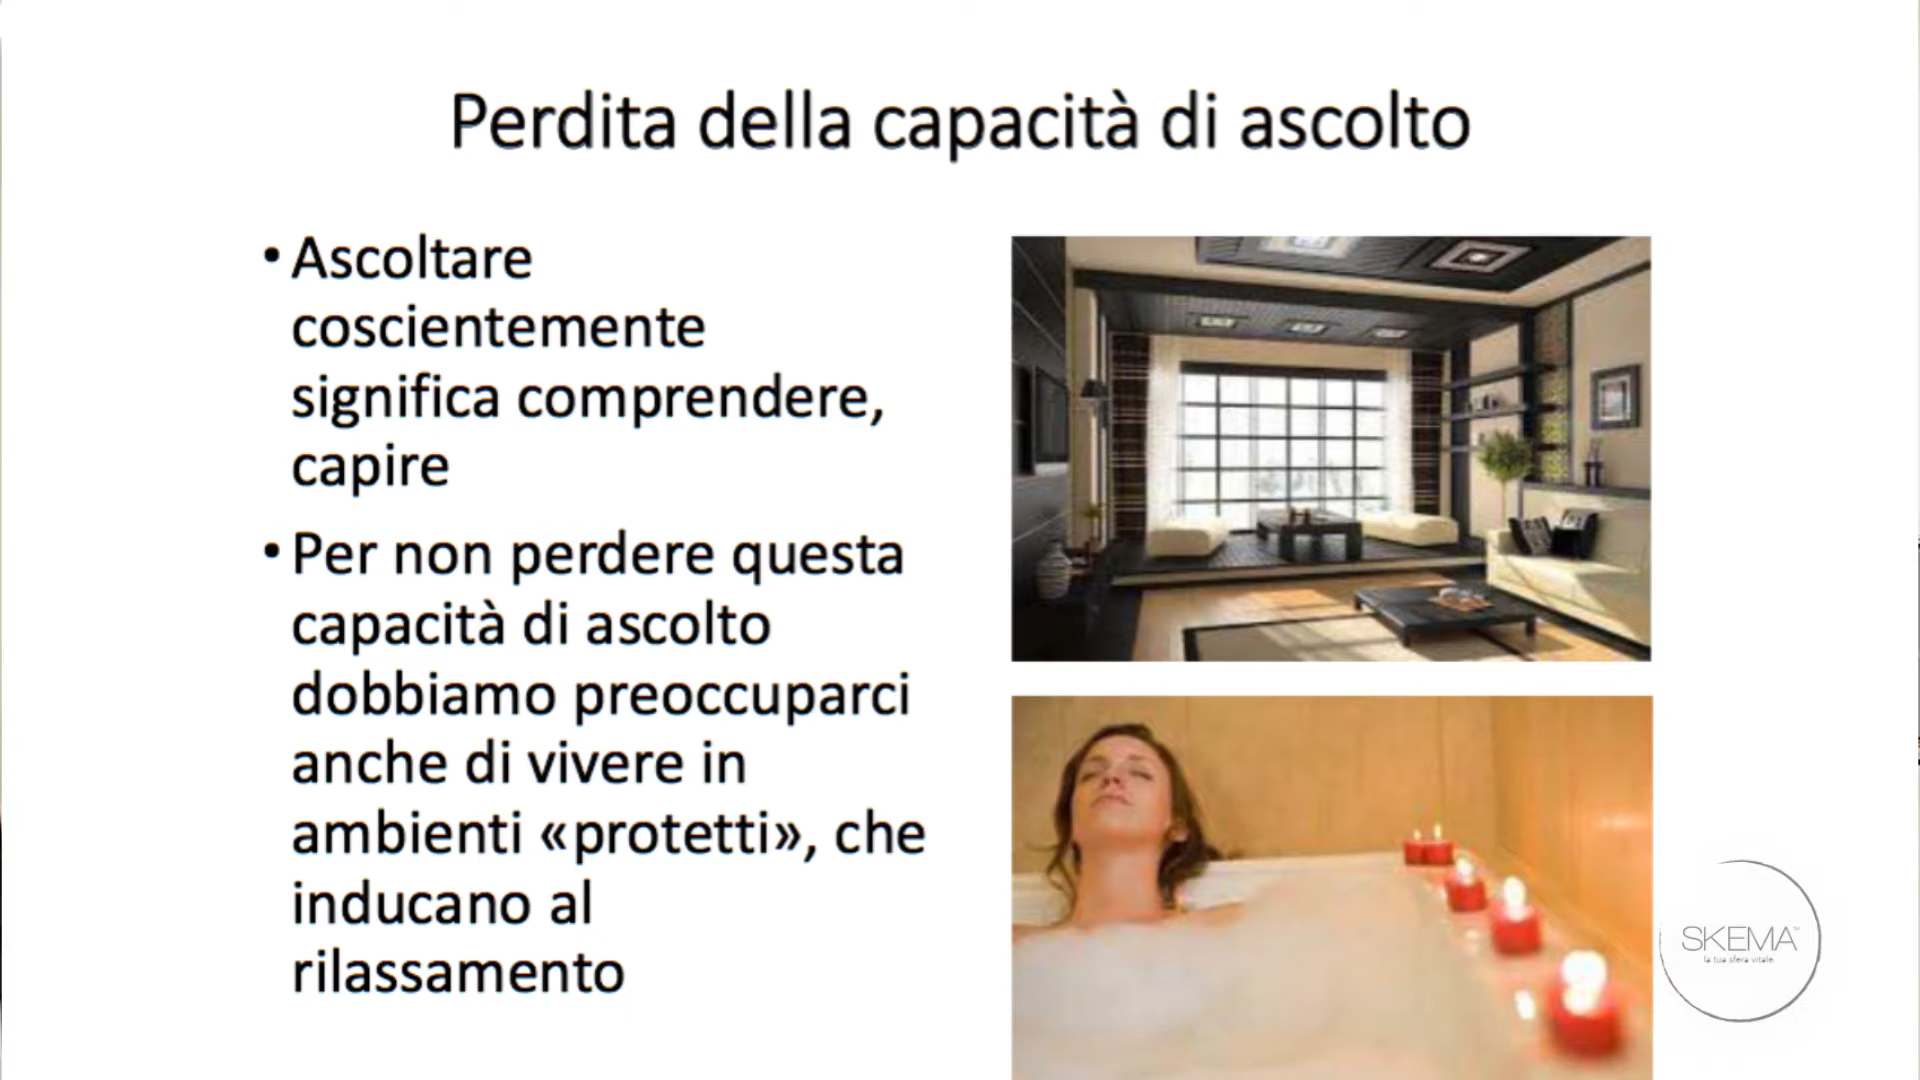 Perdita della capacità di ascolto
• Ascoltare
coscientemente
significa comprendere,
capire
• Per non perdere questa
capacità di ascolto
dobbiamo preoccuparci
anche di vivere in
ambienti «protetti», che
inducano al
rilassamento
SKEMA™
la tua sfera vitale